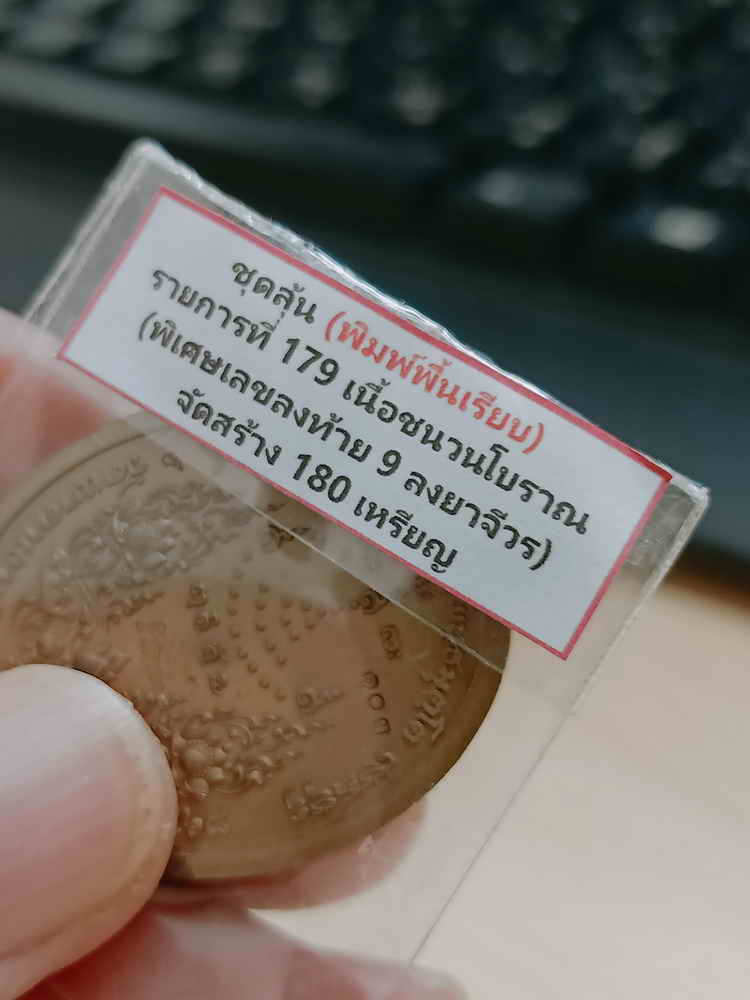 ชุดลุ้น (พิมพ์พื้นเรียบ)
รายการที่ 179 เนื้อชนวนโบราณ
(พิเศษเลขลงท้าย 9 ลงยาจีวร)
จัดสร้าง 180 เหรียญ
๑๐๓